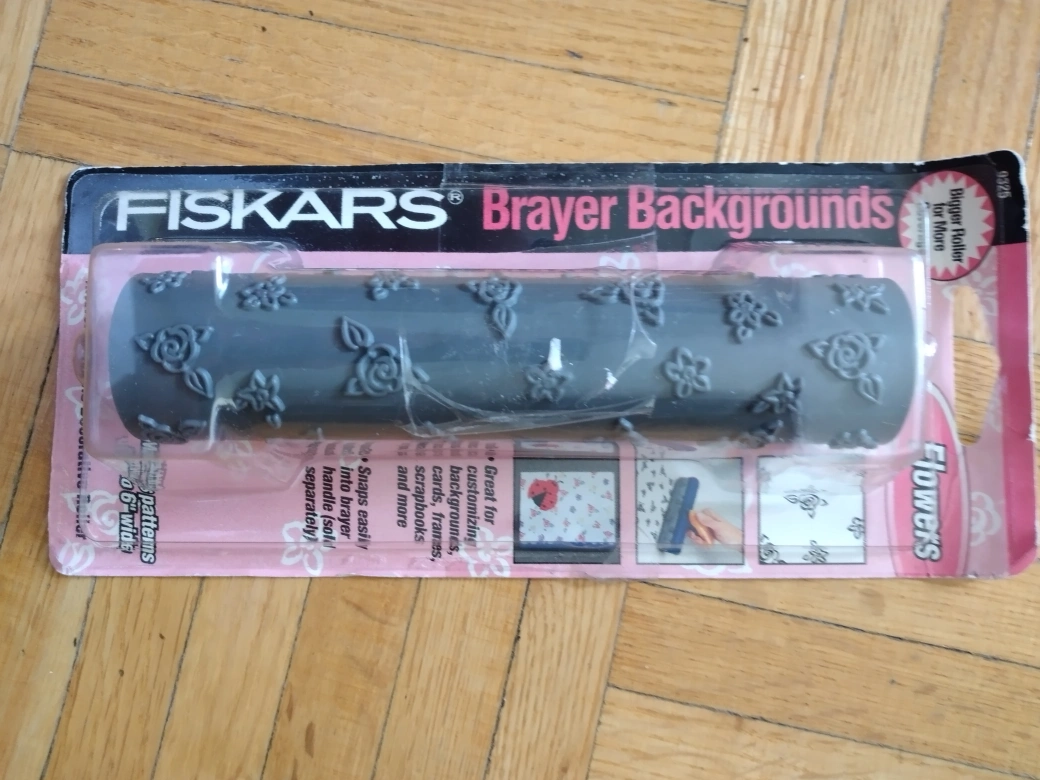 FISKARS®
Brayer Backgrounds
9325
Bigger Roller
for More
Flowers
• Great for
customizing
backgrounds,
cards, frames,
scrapbooks
and more
• Snaps easily
into brayer
handle (sold
separately)
patterns
6" wide